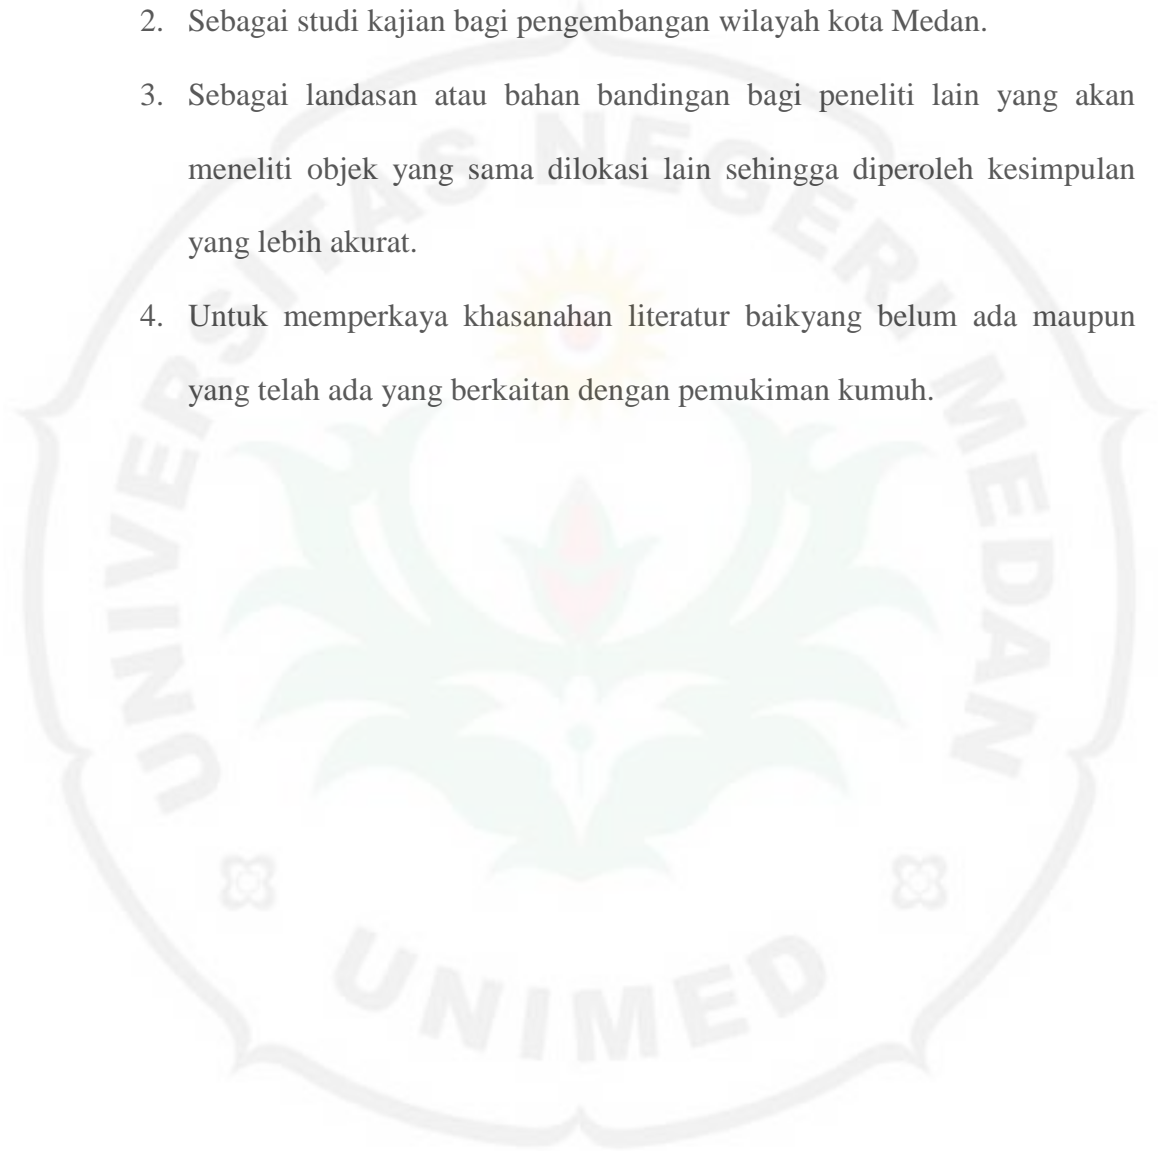 2. Sebagai studi kajian bagi pengembangan wilayah kota Medan.
3. Sebagai landasan atau bahan bandingan bagi peneliti lain yang akan
meneliti objek yang sama dilokasi lain sehingga diperoleh kesimpulan
yang lebih akurat.
4. Untuk memperkaya khasanahan literatur baikyang belum ada maupun
yang telah ada yang berkaitan dengan pemukiman kumuh.
UNIVERSITAS NEGERI MEDAN
UNIMED